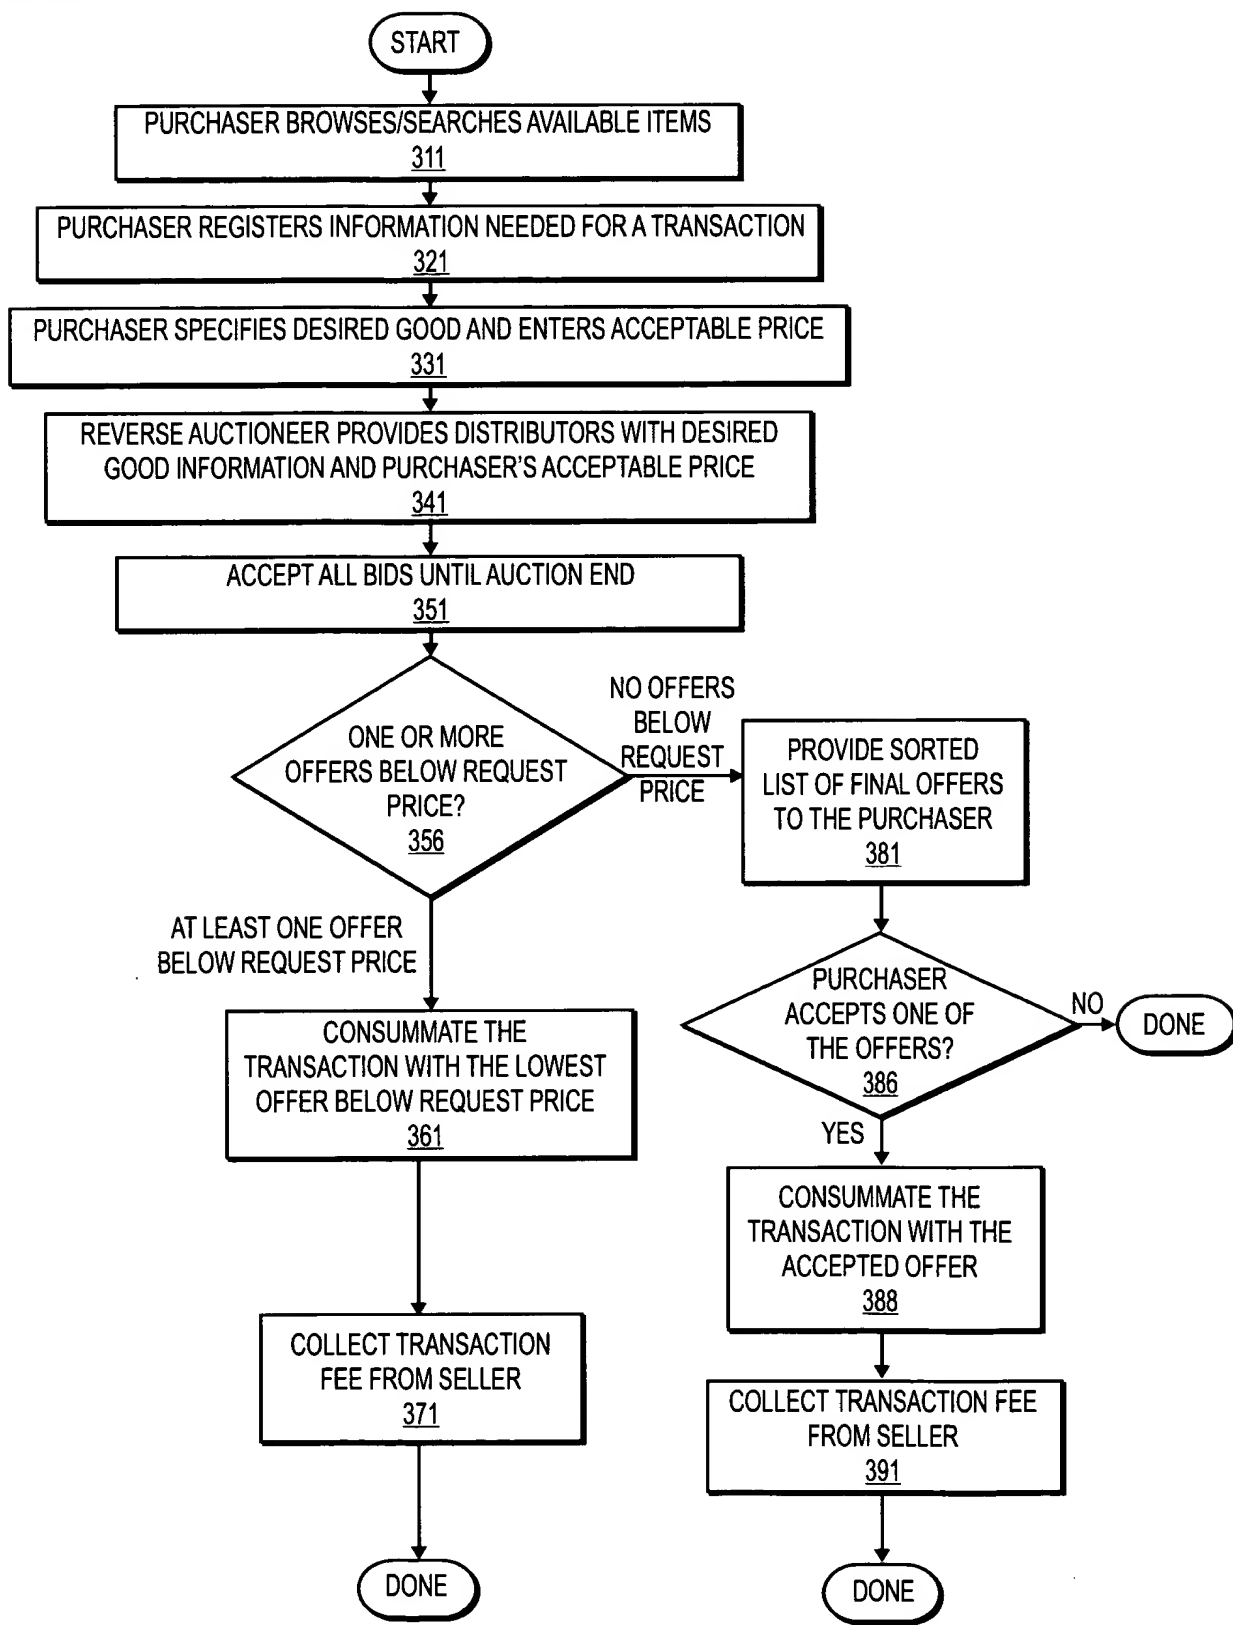 START
PURCHASER BROWSES/SEARCHES AVAILABLE ITEMS
311
PURCHASER REGISTERS INFORMATION NEEDED FOR A TRANSACTION
321
PURCHASER SPECIFIES DESIRED GOOD AND ENTERS ACCEPTABLE PRICE
331
REVERSE AUCTIONEER PROVIDES DISTRIBUTORS WITH DESIRED
GOOD INFORMATION AND PURCHASER'S ACCEPTABLE PRICE
341
ACCEPT ALL BIDS UNTIL AUCTION END
351
ONE OR MORE
OFFERS BELOW REQUEST
PRICE?
356
NO OFFERS
BELOW
REQUEST
PRICE
PROVIDE SORTED
LIST OF FINAL OFFERS
TO THE PURCHASER
381
AT LEAST ONE OFFER
BELOW REQUEST PRICE
PURCHASER
ACCEPTS ONE OF
THE OFFERS?
386
NO
DONE
YES
CONSUMMATE THE
TRANSACTION WITH THE LOWEST
OFFER BELOW REQUEST PRICE
361
CONSUMMATE THE
TRANSACTION WITH THE
ACCEPTED OFFER
388
COLLECT TRANSACTION
FEE FROM SELLER
371
COLLECT TRANSACTION FEE
FROM SELLER
391
DONE
DONE